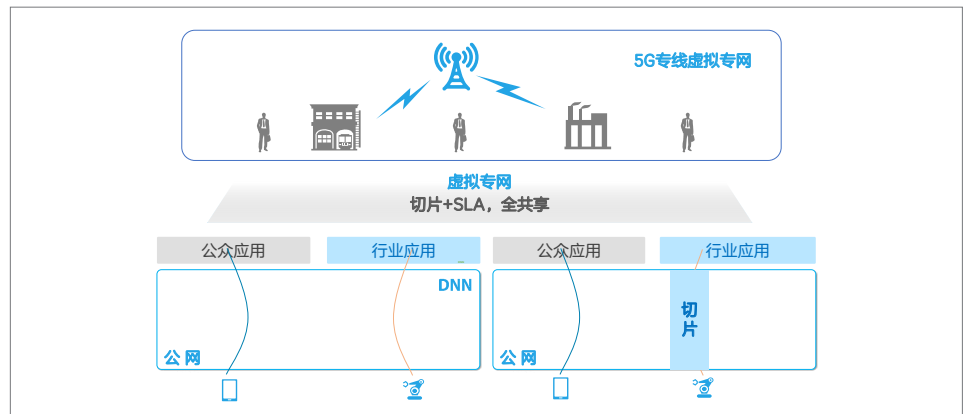 5G专线虚拟专网
虚拟专网
切片+SLA，全共享
公众应用
行业应用
公众应用
行业应用
DNN
公 网
切
片
公 网